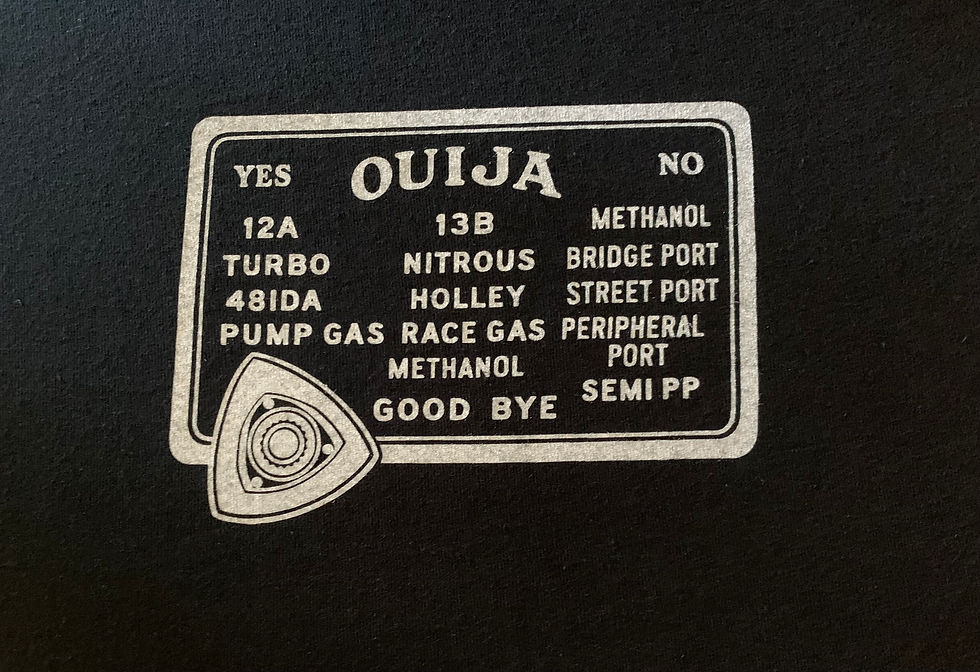 YES OUIJA NO
12A 13B METHANOL
TURBO NITROUS BRIDGE PORT
48IDA HOLLEY STREET PORT
PUMP GAS RACE GAS PERIPHERAL
PORT
METHANOL
SEMI PP
GOOD BYE